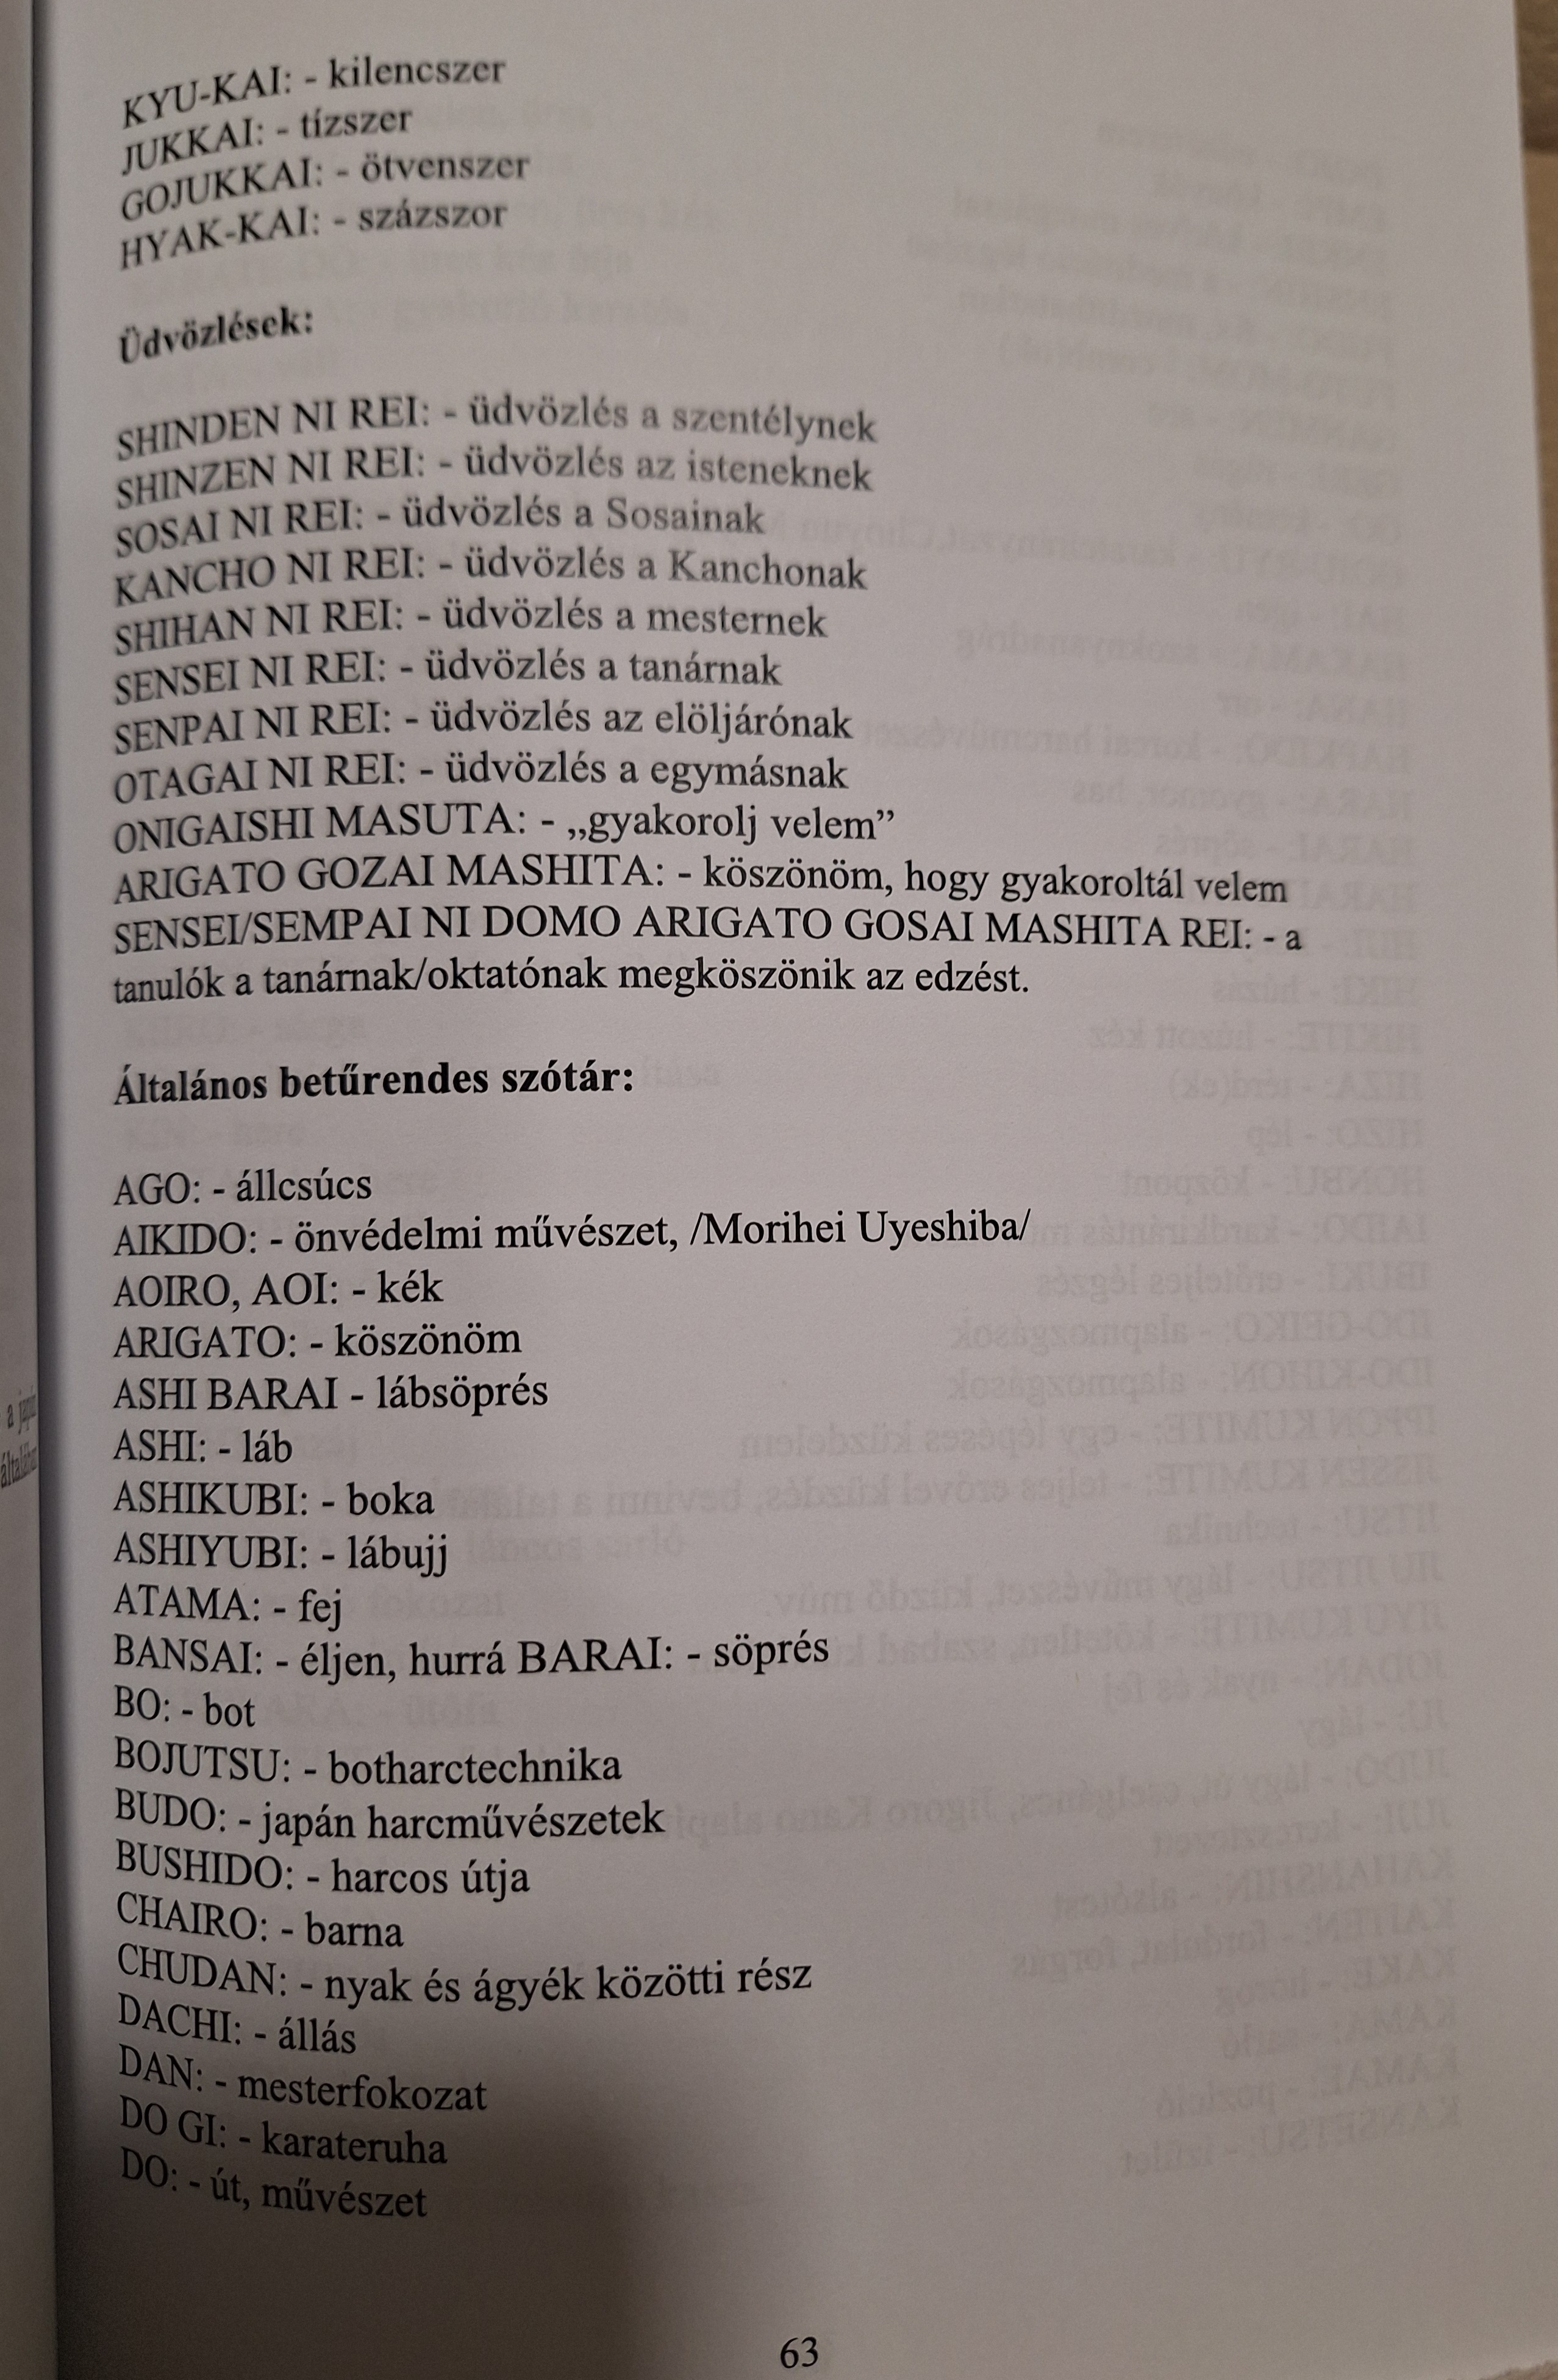 KYU-KAI: - kilencszer
JUKKAI: - tízszer
GOJUKKAI: - ötvenszer
HYAK-KAI: - százszor
Üdvözlések:
SHINDEN NI REI: - üdvözlés a szentélynek
SHINZEN NI REI: - üdvözlés az isteneknek
SOSAI NI REI: - üdvözlés a Sosainak
KANCHO NI REI: - üdvözlés a Kanchonak
SHIHAN NI REI: - üdvözlés a mesternek
SENSEI NI REI: - üdvözlés a tanárnak
SENPAI NI REI: - üdvözlés az elöljárónak
OTAGAI NI REI: - üdvözlés a egymásnak
ONIGAISHI MASUTA: - „gyakorolj velem”
ARIGATO GOZAI MASHITA: - köszönöm, hogy gyakoroltál velem
SENSEI/SEMPAI NI DOMO ARIGATO GOSAI MASHITA REI: - a
tanulók a tanárnak/oktatónak megköszönik az edzést.
Általános betűrendes szótár:
AGO: - állcsúcs
AIKIDO: - önvédelmi művészet, /Morihei Uyeshiba/
AOIRO, AOI: - kék
ARIGATO: - köszönöm
ASHI BARAI - lábsöprés
ASHI: - láb
ASHIKUBI: - boka
ASHIYUBI: - lábujj
ATAMA: - fej
BANSAI: - éljen, hurrá BARAI: - söprés
BO: - bot
BOJUTSU: - botharctechnika
BUDO: - japán harcművészetek
BUSHIDO: - harcos útja
CHAIRO: - barna
CHUDAN: - nyak és ágyék közötti rész
DACHI: - állás
DAN: - mesterfokozat
DO GI: - karateruha
DO: - út, művészet
63